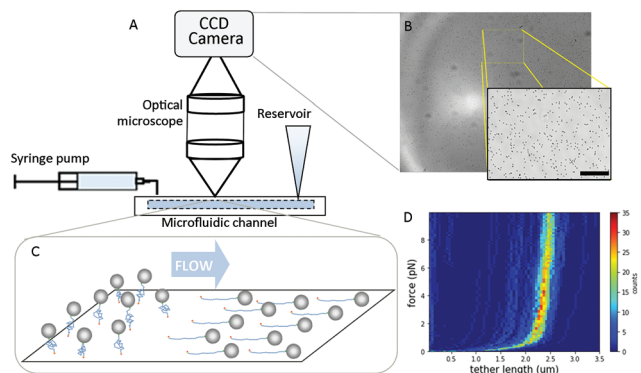 A
CCD
Camera
B
Optical
microscope
Reservoir
Syringe pump
Microfluidic channel
C
FLOW
D
force (pN)
8
6
4
2
0
0.0
0.5
1.0
1.5
2.0
2.5
3.0
3.5
tether length (um)
35
30
25
20
15
10
5
0
counts